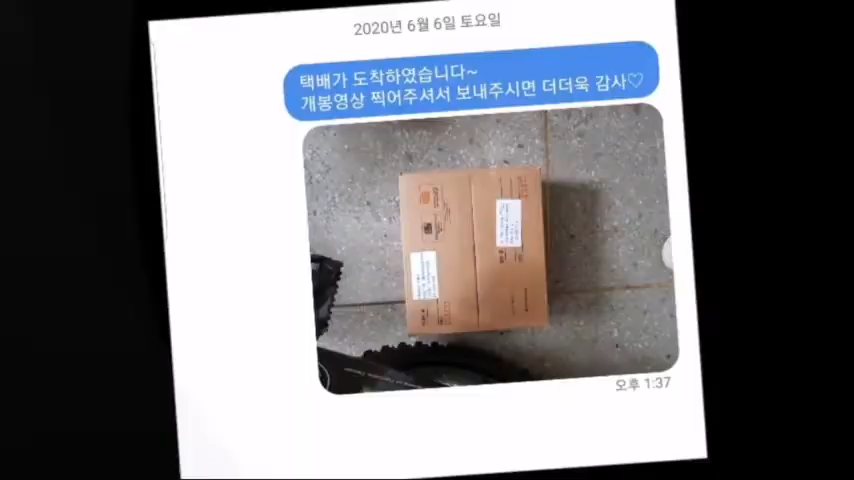 2020년 6월 6일 토요일
택배가 도착하였습니다~
개봉영상 찍어주셔서 보내주시면 더더욱 감사♡
오후 1:37